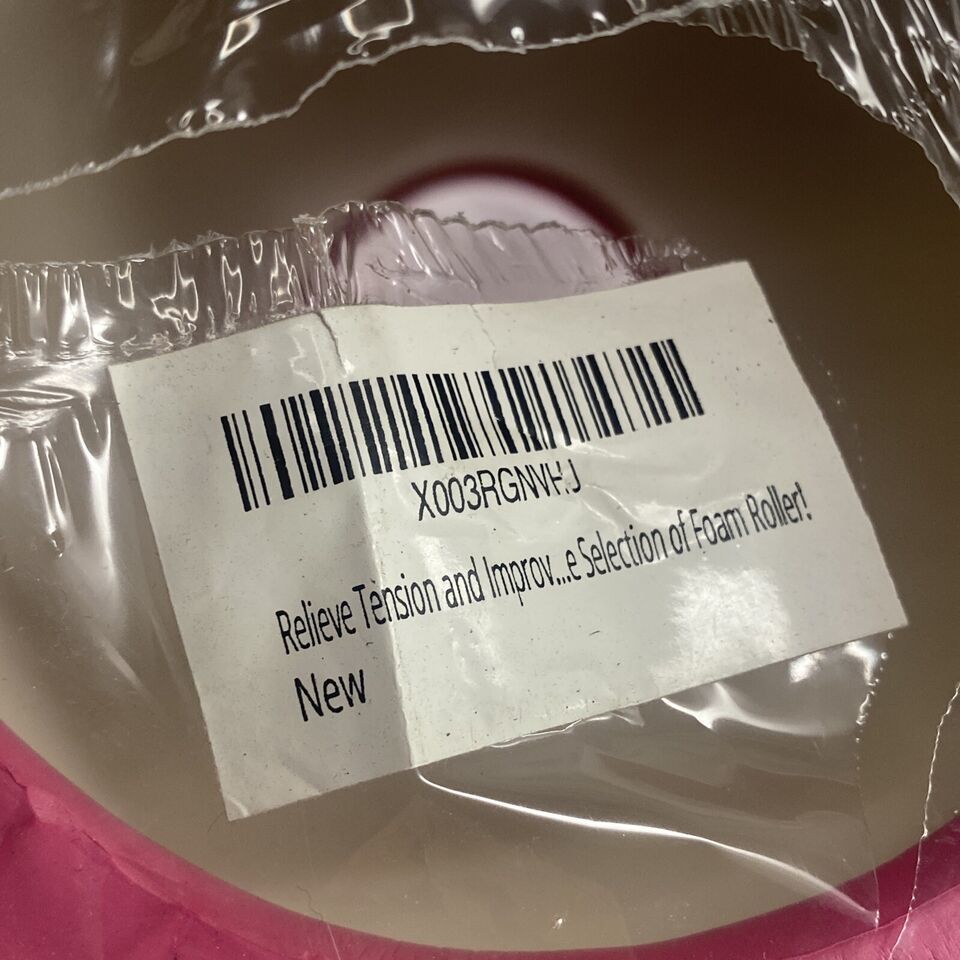 X003RGNVHJ
Relieve Tension and Improv...e Selection of Foam Roller!
New